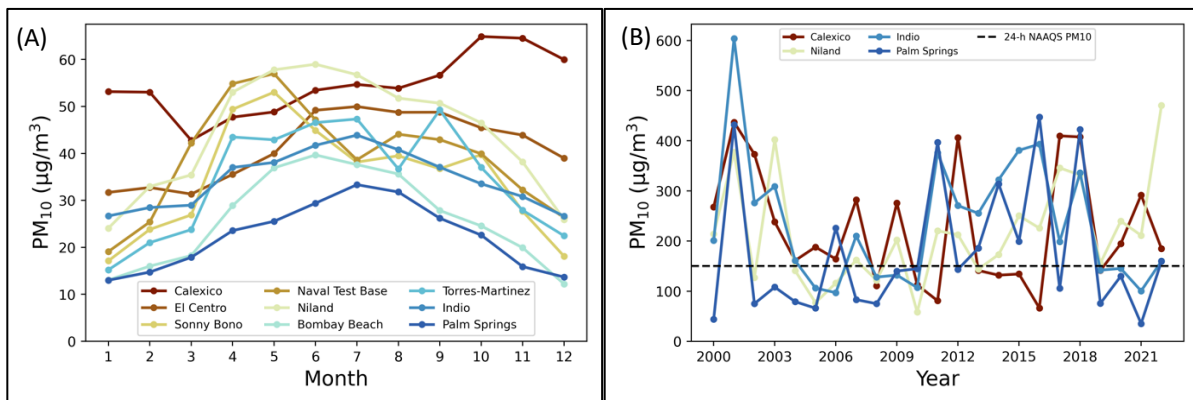 (A)
PM10 (µg/m³)
60
50
40
30
20
10
0
Calexico
El Centro
Sonny Bono
Naval Test Base
Niland
Bombay Beach
Torres-Martinez
Indio
Palm Springs
1 2 3 4 5 6 7 8 9 10 11 12
Month
(B)
PM10 (µg/m³)
600
500
400
300
200
100
0
Calexico
Niland
Indio
Palm Springs
24-h NAAQS PM10
2000 2003 2006 2009 2012 2015 2018 2021
Year